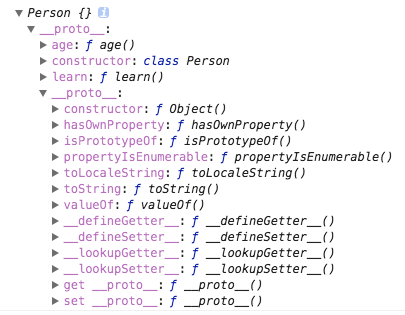 Person {} i
__proto__:
age: ƒ age()
constructor: class Person
learn: ƒ learn()
__proto__:
constructor: ƒ Object()
hasOwnProperty: ƒ hasOwnProperty()
isPrototypeOf: ƒ isPrototypeOf()
propertyIsEnumerable: ƒ propertyIsEnumerable()
toLocaleString: ƒ toLocaleString()
toString: ƒ toString()
valueOf: ƒ valueOf()
__defineGetter__: ƒ __defineGetter__()
__defineSetter__: ƒ __defineSetter__()
__lookupGetter__: ƒ __lookupGetter__()
__lookupSetter__: ƒ __lookupSetter__()
get __proto__: ƒ __proto__()
set __proto__: ƒ __proto__()